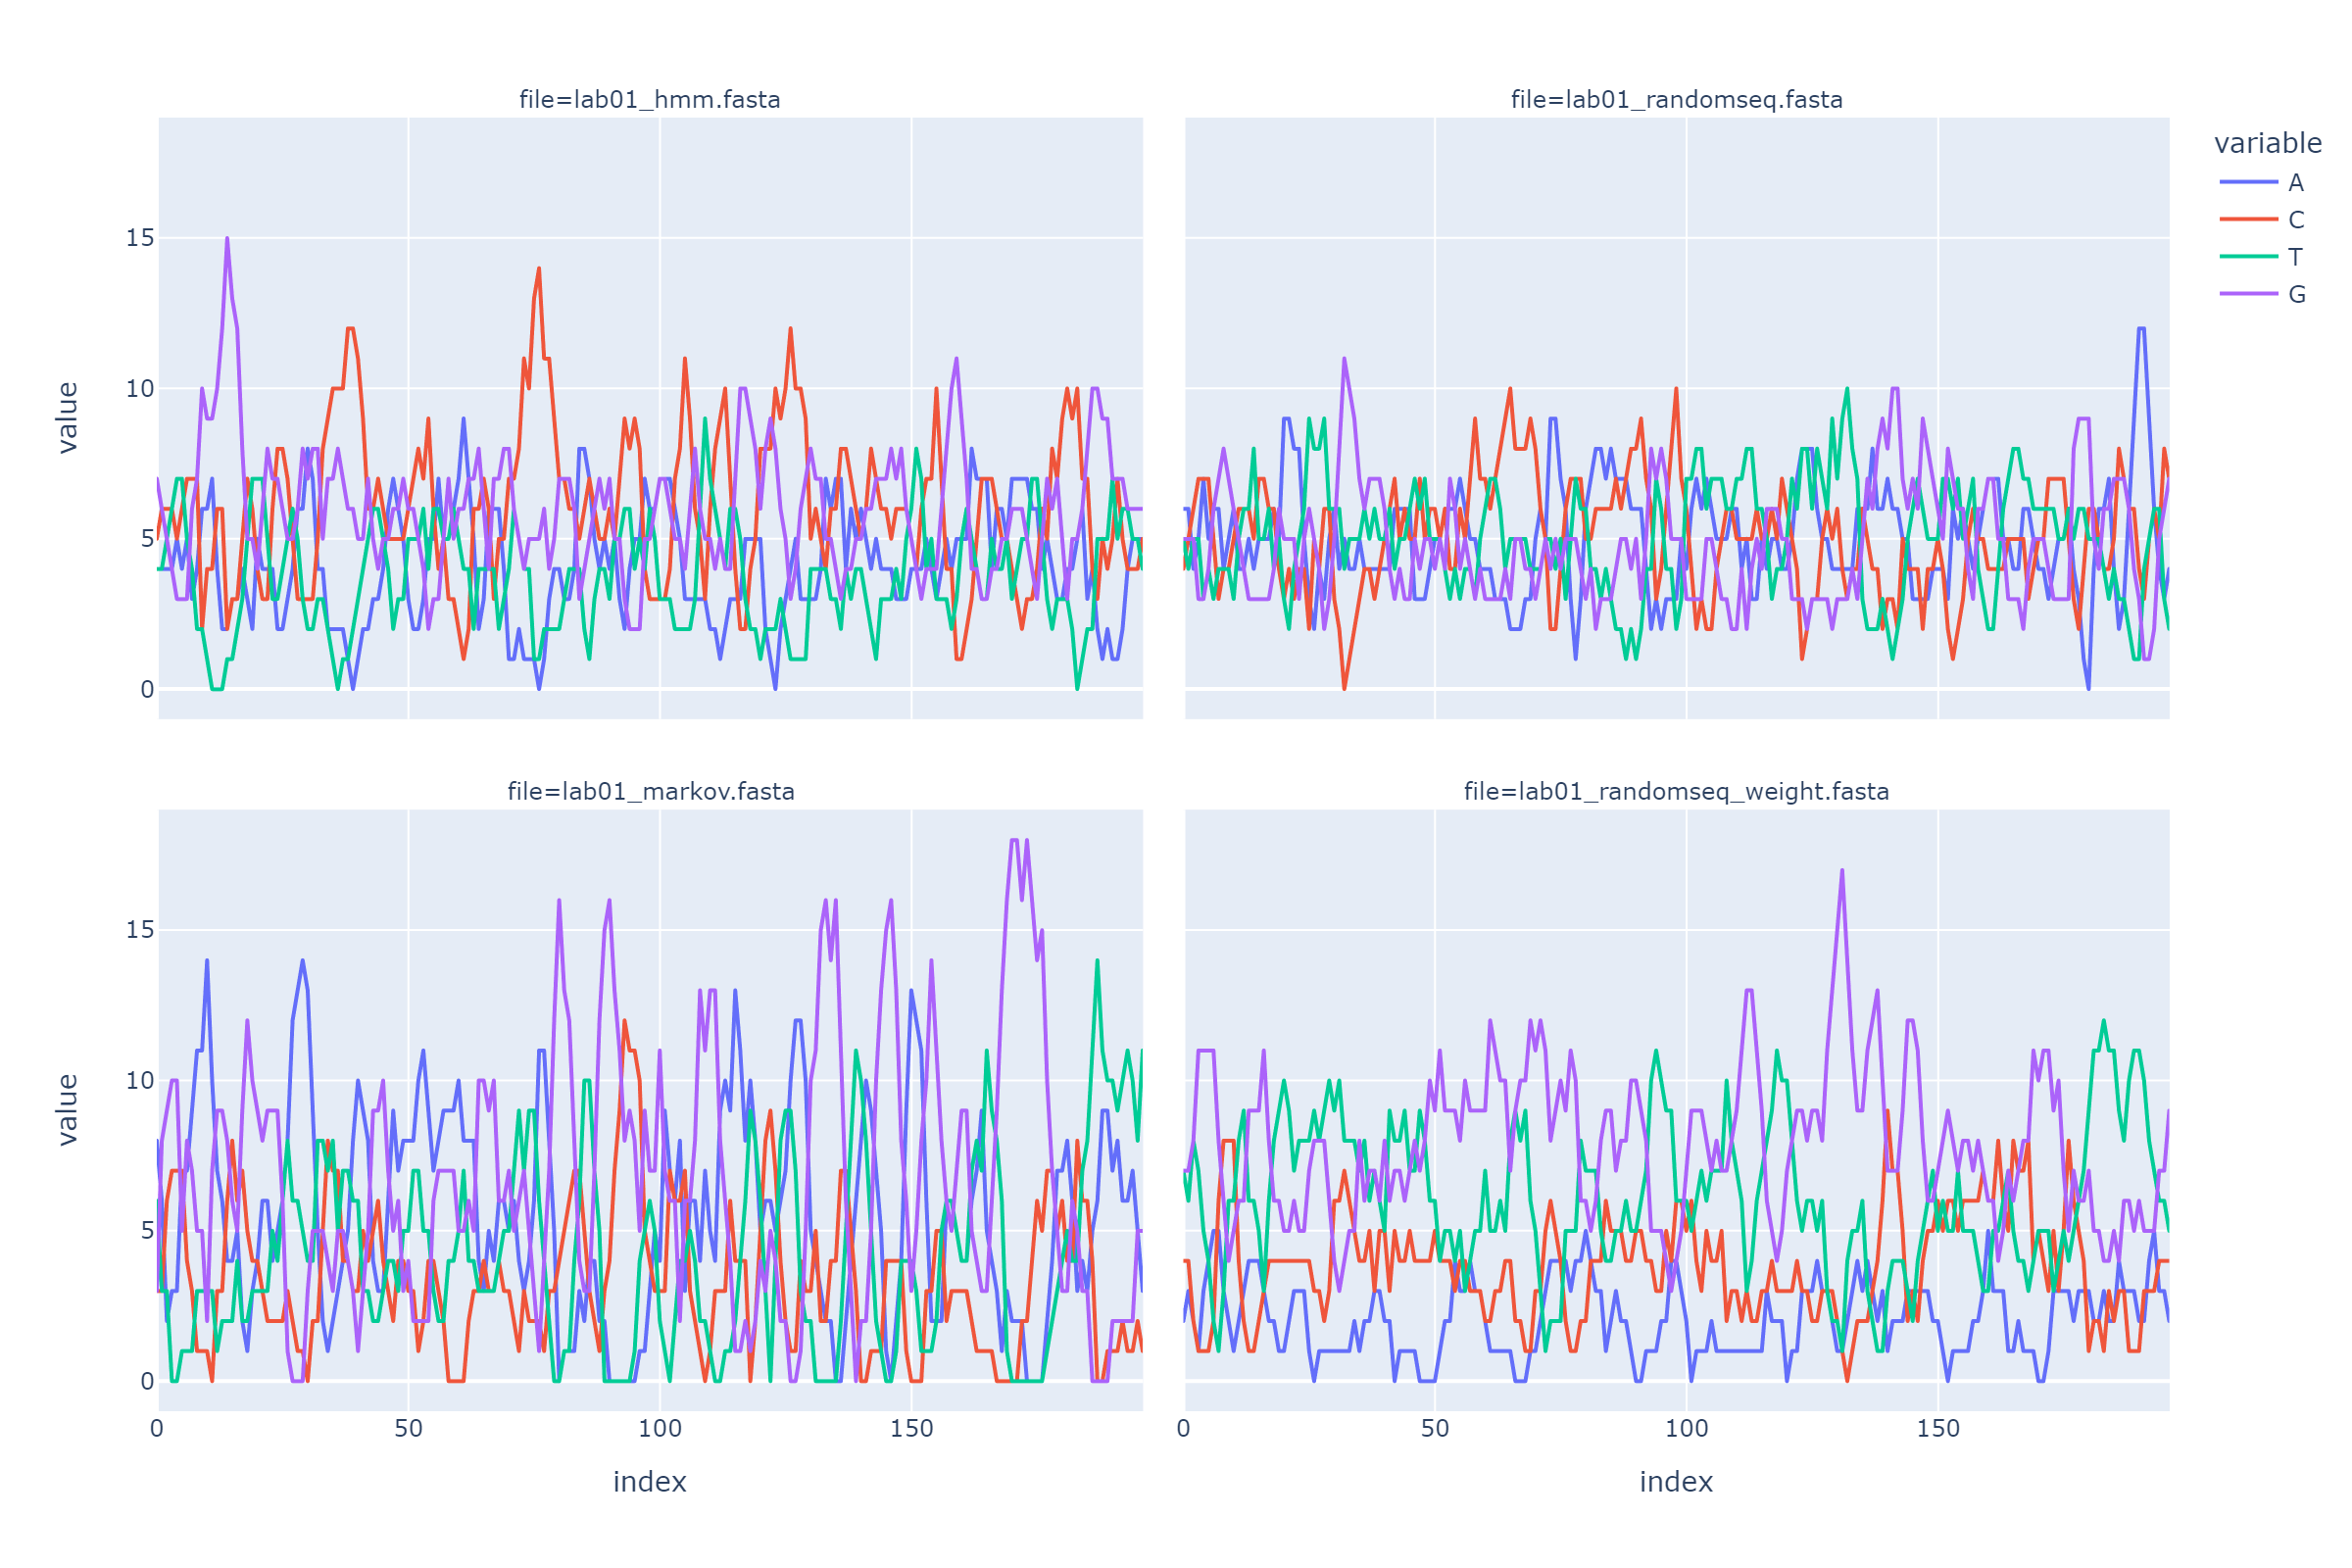 file=lab01_hmm.fasta
file=lab01_randomseq.fasta
variable
A
C
T
G
15
10
5
0
value
file=lab01_markov.fasta
file=lab01_randomseq_weight.fasta
15
10
5
0
value
0 50 100 150
0 50 100 150
index
index